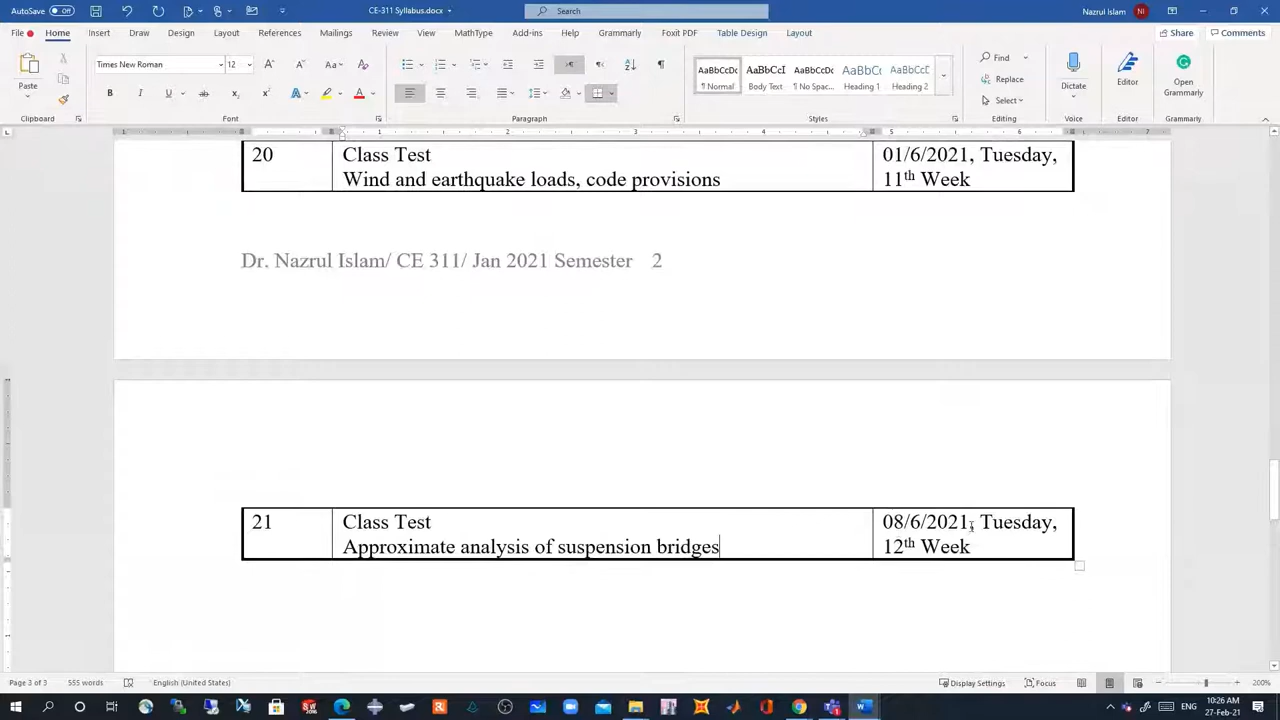 AutoSave Off
CE-311 Syllabus.docx
Search
Nazrul Islam NI
File Home Insert Draw Design Layout References Mailings Review View MathType Add-ins Help Grammarly Foxit PDF Table Design Layout Share Comments
Times New Roman 12
Paste
Clipboard
Font
Paragraph
AaBbCcDc AaBbCcI AaBbCcDc AaBbC( AaBbCcC
¶ Normal Body Text ¶ No Spac... Heading 1 Heading 2
Styles
Find
Replace
Select
Editing
Dictate
Voice
Editor
Editor
Open
Grammarly
Grammarly
20 Class Test 01/6/2021, Tuesday,
Wind and earthquake loads, code provisions 11th Week
Dr. Nazrul Islam/ CE 311/ Jan 2021 Semester 2
21 Class Test 08/6/2021, Tuesday,
Approximate analysis of suspension bridges 12th Week
Page 3 of 3 555 words English (United States) Display Settings Focus 200%
10:26 AM
27-Feb-21